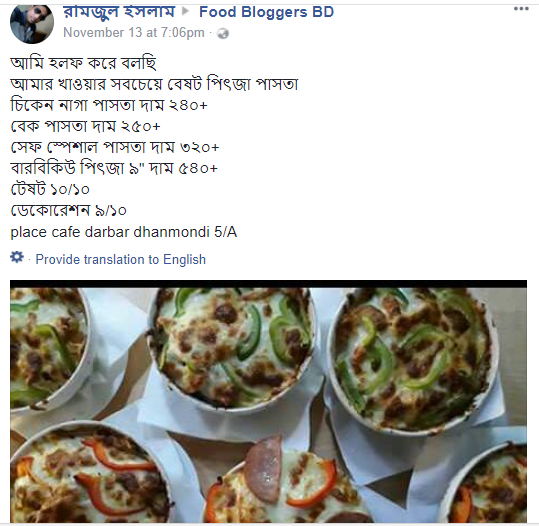 রামজুল ইসলাম ▸ Food Bloggers BD
November 13 at 7:06pm ·
আমি হলফ করে বলছি
আমার খাওয়ার সবচেয়ে বেষট পিৎজা পাসতা
চিকেন নাগা পাসতা দাম ২৪০+
বেক পাসতা দাম ২৫০+
সেফ স্পেশাল পাসতা দাম ৩২০+
বারবিকিউ পিৎজা ৯" দাম ৫৪০+
টেষট ১০/১০
ডেকোরেশন ৯/১০
place cafe darbar dhanmondi 5/A
· Provide translation to English